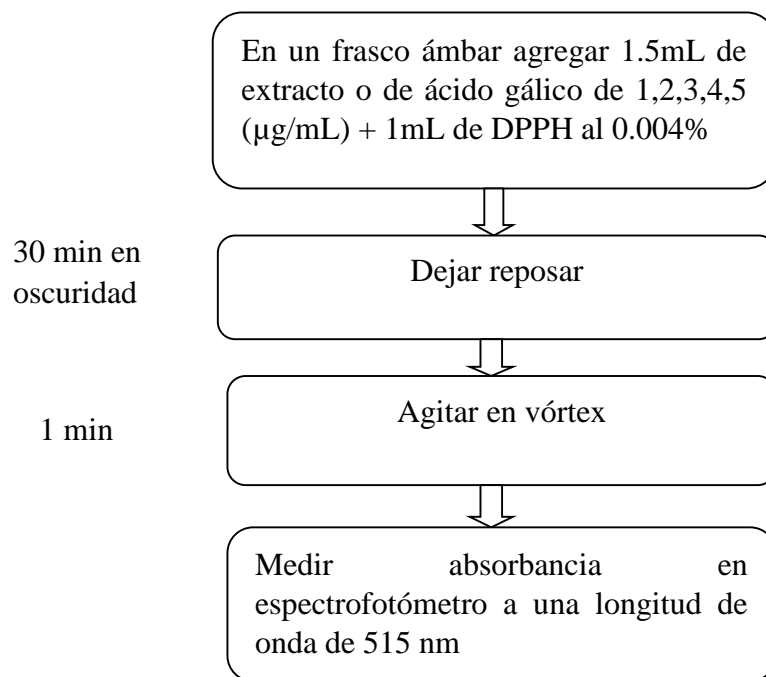 En un frasco ámbar agregar 1.5mL de
extracto o de ácido gálico de 1,2,3,4,5
(µg/mL) + 1mL de DPPH al 0.004%
30 min en
oscuridad
Dejar reposar
1 min
Agitar en vórtex
Medir absorbancia en
espectrofotómetro a una longitud de
onda de 515 nm